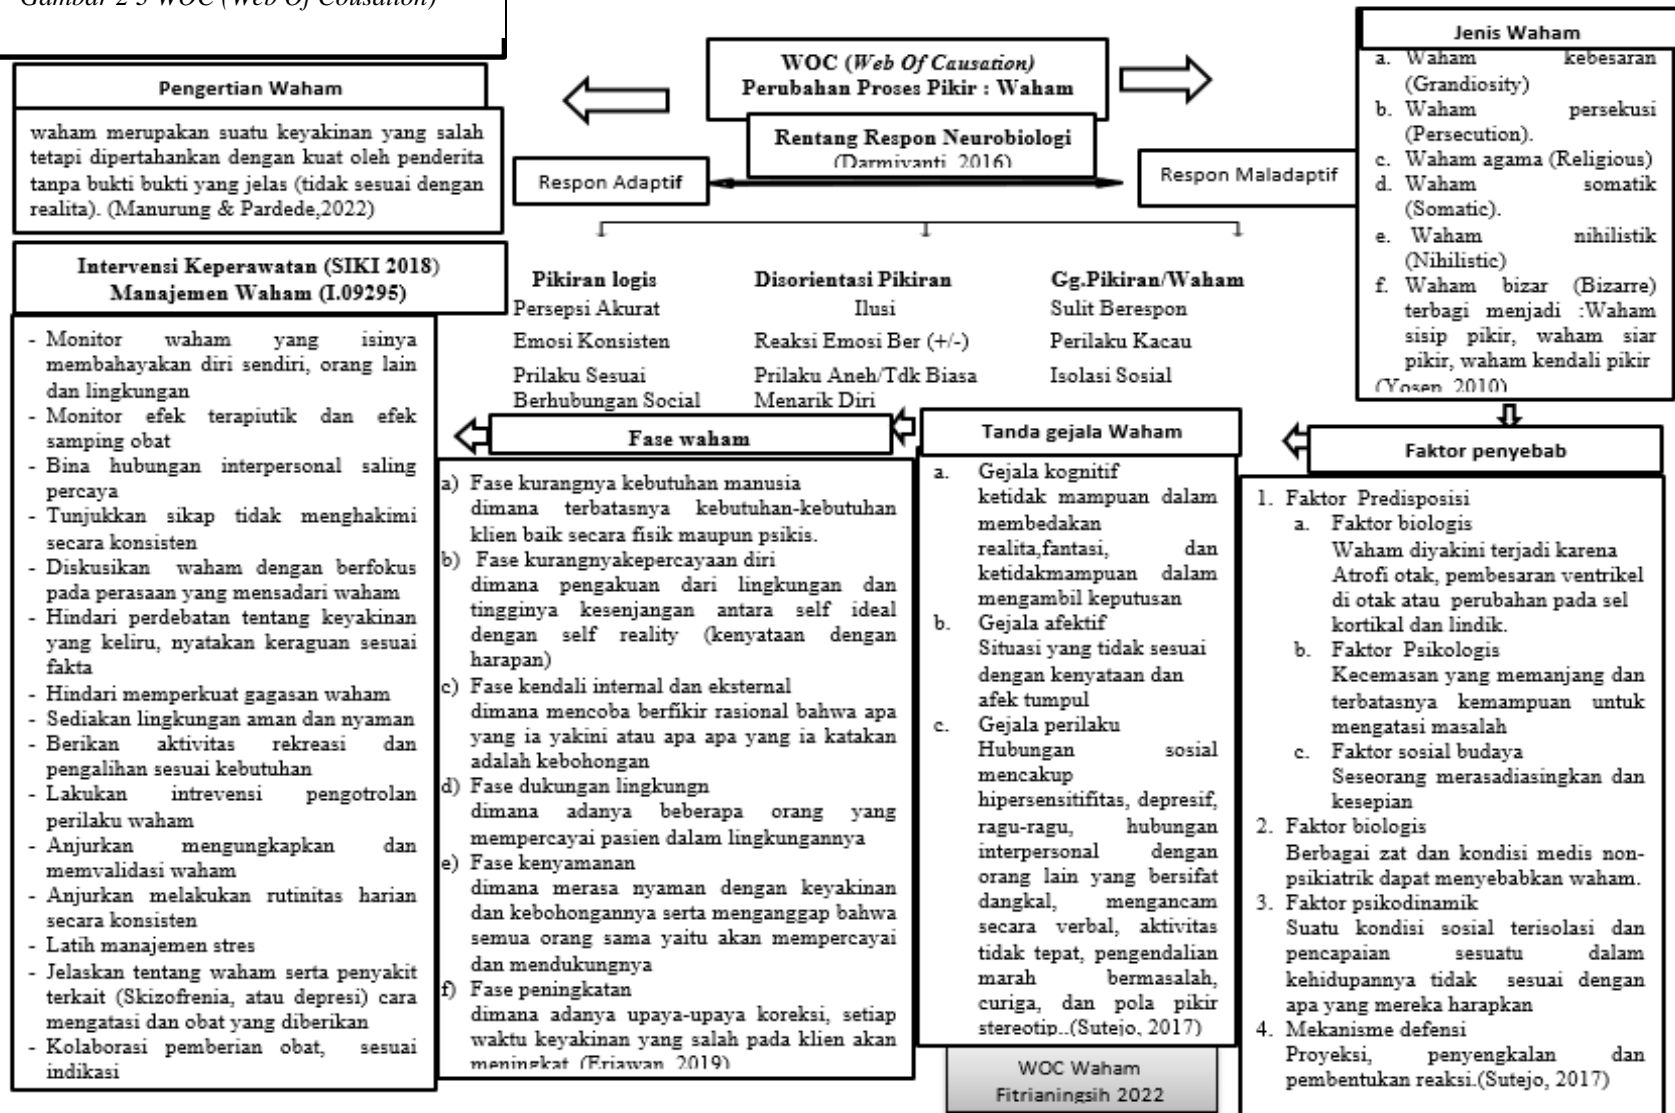 Gambar 2 3 WOC (Web Of Cousation)
WOC (Web Of Causation)
Perubahan Proses Pikir : Waham
Rentang Respon Neurobiologi
(Darmiyanti, 2016)
Respon Adaptif
Respon Maladaptif
Pengertian Waham
waham merupakan suatu keyakinan yang salah
tetapi dipertahankan dengan kuat oleh penderita
tanpa bukti bukti yang jelas (tidak sesuai dengan
realita). (Manurung & Pardede,2022)
Intervensi Keperawatan (SIKI 2018)
Manajemen Waham (I.09295)
- Monitor waham yang isinya
membahayakan diri sendiri, orang lain
dan lingkungan
- Monitor efek terapiutik dan efek
samping obat
- Bina hubungan interpersonal saling
percaya
- Tunjukkan sikap tidak menghakimi
secara konsisten
- Diskusikan waham dengan berfokus
pada perasaan yang mensadari waham
- Hindari perdebatan tentang keyakinan
yang keliru, nyatakan keraguan sesuai
fakta
- Hindari memperkuat gagasan waham
- Sediakan lingkungan aman dan nyaman
- Berikan aktivitas rekreasi dan
pengalihan sesuai kebutuhan
- Lakukan intrevensi pengotrolan
perilaku waham
- Anjurkan mengungkapkan dan
memvalidasi waham
- Anjurkan melakukan rutinitas harian
secara konsisten
- Latih manajemen stres
- Jelaskan tentang waham serta penyakit
terkait (Skizofrenia, atau depresi) cara
mengatasi dan obat yang diberikan
- Kolaborasi pemberian obat, sesuai
indikasi
Pikiran logis
Persepsi Akurat
Emosi Konsisten
Prilaku Sesuai
Berhubungan Social
Disorientasi Pikiran
Ilusi
Reaksi Emosi Ber (+/-)
Prilaku Aneh/Tdk Biasa
Menarik Diri
Gg.Pikiran/Waham
Sulit Berespon
Perilaku Kacau
Isolasi Sosial
Jenis Waham
a. Waham kebesaran
(Grandiosity)
b. Waham persekusi
(Persecution).
c. Waham agama (Religious)
d. Waham somatik
(Somatic).
e. Waham nihilistik
(Nihilistic)
f. Waham bizar (Bizarre)
terbagi menjadi :Waham
sisip pikir, waham siar
pikir, waham kendali pikir
(Yosep, 2010)
Faktor penyebab
1. Faktor Predisposisi
a. Faktor biologis
Waham diyakini terjadi karena
Atrofi otak, pembesaran ventrikel
di otak atau perubahan pada sel
kortikal dan lindik.
b. Faktor Psikologis
Kecemasan yang memanjang dan
terbatasnya kemampuan untuk
mengatasi masalah
c. Faktor sosial budaya
Seseorang merasadiasingkan dan
kesepian
2. Faktor biologis
Berbagai zat dan kondisi medis non-
psikiatrik dapat menyebabkan waham.
3. Faktor psikodinamik
Suatu kondisi sosial terisolasi dan
pencapaian sesuatu dalam
kehidupannya tidak sesuai dengan
apa yang mereka harapkan
4. Mekanisme defensi
Proyeksi, penyengkalan dan
pembentukan reaksi.(Sutejo, 2017)
Tanda gejala Waham
a. Gejala kognitif
ketidak mampuan dalam
membedakan
realita,fantasi, dan
ketidakmampuan dalam
mengambil keputusan
b. Gejala afektif
Situasi yang tidak sesuai
dengan kenyataan dan
afek tumpul
c. Gejala perilaku
Hubungan sosial
mencakup
hipersensitifitas, depresif,
ragu-ragu, hubungan
interpersonal dengan
orang lain yang bersifat
dangkal, mengancam
secara verbal, aktivitas
tidak tepat, pengendalian
marah bermasalah,
curiga, dan pola pikir
stereotip..(Sutejo, 2017)
Fase waham
a) Fase kurangnya kebutuhan manusia
dimana terbatasnya kebutuhan-kebutuhan
klien baik secara fisik maupun psikis.
b) Fase kurangnyakepercayaan diri
dimana pengakuan dari lingkungan dan
tingginya kesenjangan antara self ideal
dengan self reality (kenyataan dengan
harapan)
c) Fase kendali internal dan eksternal
dimana mencoba berfikir rasional bahwa apa
yang ia yakini atau apa apa yang ia katakan
adalah kebohongan
d) Fase dukungan lingkungn
dimana adanya beberapa orang yang
mempercayai pasien dalam lingkungannya
e) Fase kenyamanan
dimana merasa nyaman dengan keyakinan
dan kebohongannya serta menganggap bahwa
semua orang sama yaitu akan mempercayai
dan mendukungnya
f) Fase peningkatan
dimana adanya upaya-upaya koreksi, setiap
waktu keyakinan yang salah pada klien akan
meningkat (Eriawan, 2019)
WOC Waham
Fitrianingsih 2022